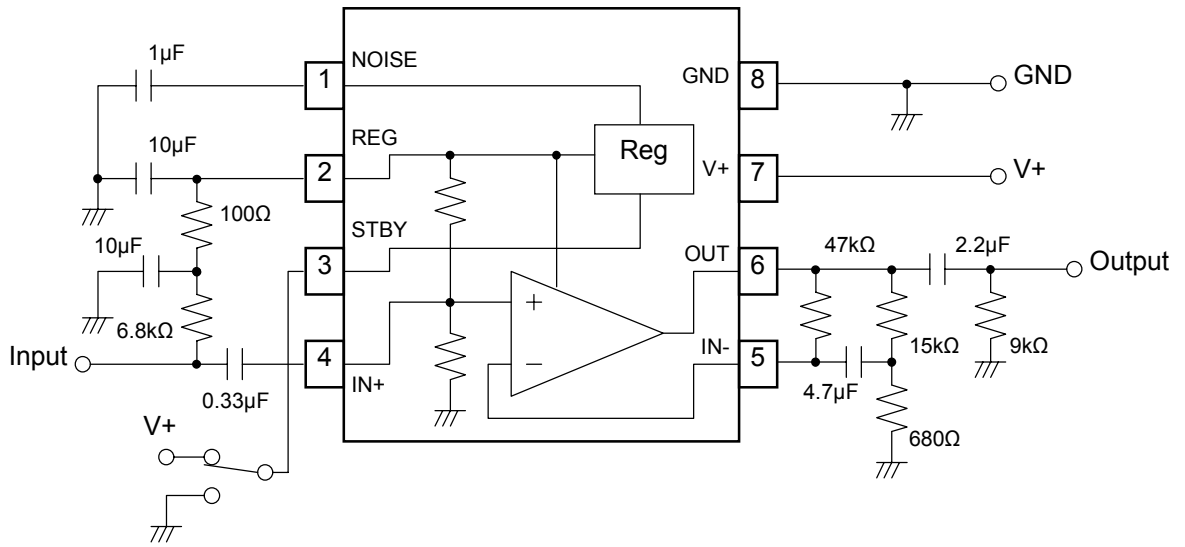 1µF
1
NOISE
GND
8
GND
10µF
REG
2
Reg
V+
7
V+
100Ω
10µF
STBY
3
OUT
6
47kΩ
2.2µF
Output
6.8kΩ
+
Input
4
IN+
−
IN-
5
15kΩ
9kΩ
0.33µF
4.7µF
V+
680Ω